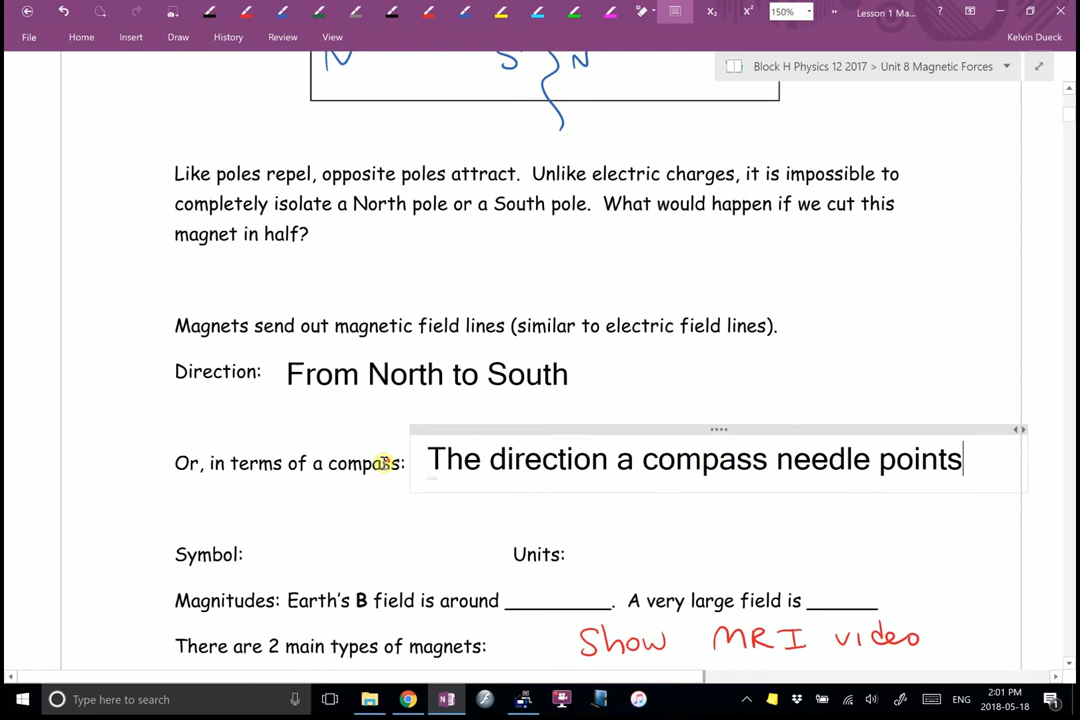 150%
Lesson 1 Ma...
File Home Insert Draw History Review View Kelvin Dueck
N S N
Block H Physics 12 2017 > Unit 8 Magnetic Forces
Like poles repel, opposite poles attract. Unlike electric charges, it is impossible to
completely isolate a North pole or a South pole. What would happen if we cut this
magnet in half?
Magnets send out magnetic field lines (similar to electric field lines).
Direction: From North to South
Or, in terms of a compass: The direction a compass needle points
Symbol: Units:
Magnitudes: Earth's B field is around __________. A very large field is ______
There are 2 main types of magnets: Show MRI video
Type here to search
ENG
2:01 PM
2018-05-18